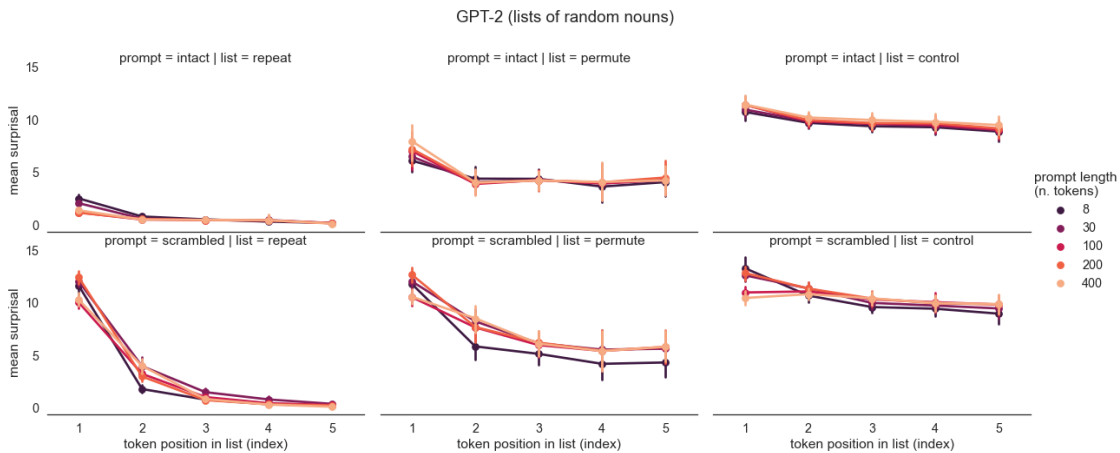 GPT-2 (lists of random nouns)
prompt = intact | list = repeat
prompt = intact | list = permute
prompt = intact | list = control
15
10
5
0
mean surprisal
prompt length
(n. tokens)
8
30
100
200
400
prompt = scrambled | list = repeat
prompt = scrambled | list = permute
prompt = scrambled | list = control
15
10
5
0
mean surprisal
1 2 3 4 5
1 2 3 4 5
1 2 3 4 5
token position in list (index)
token position in list (index)
token position in list (index)